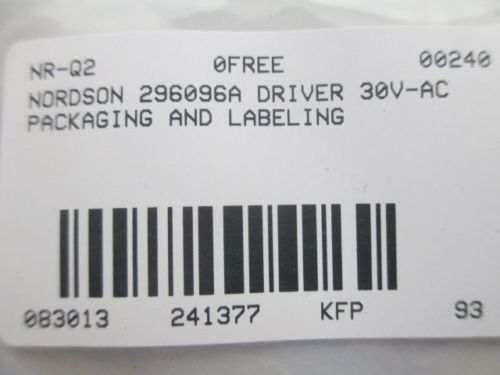 NR-Q2 0FREE 00240
NORDSON 296096A DRIVER 30V-AC
PACKAGING AND LABELING
083013 241377 KFP 93